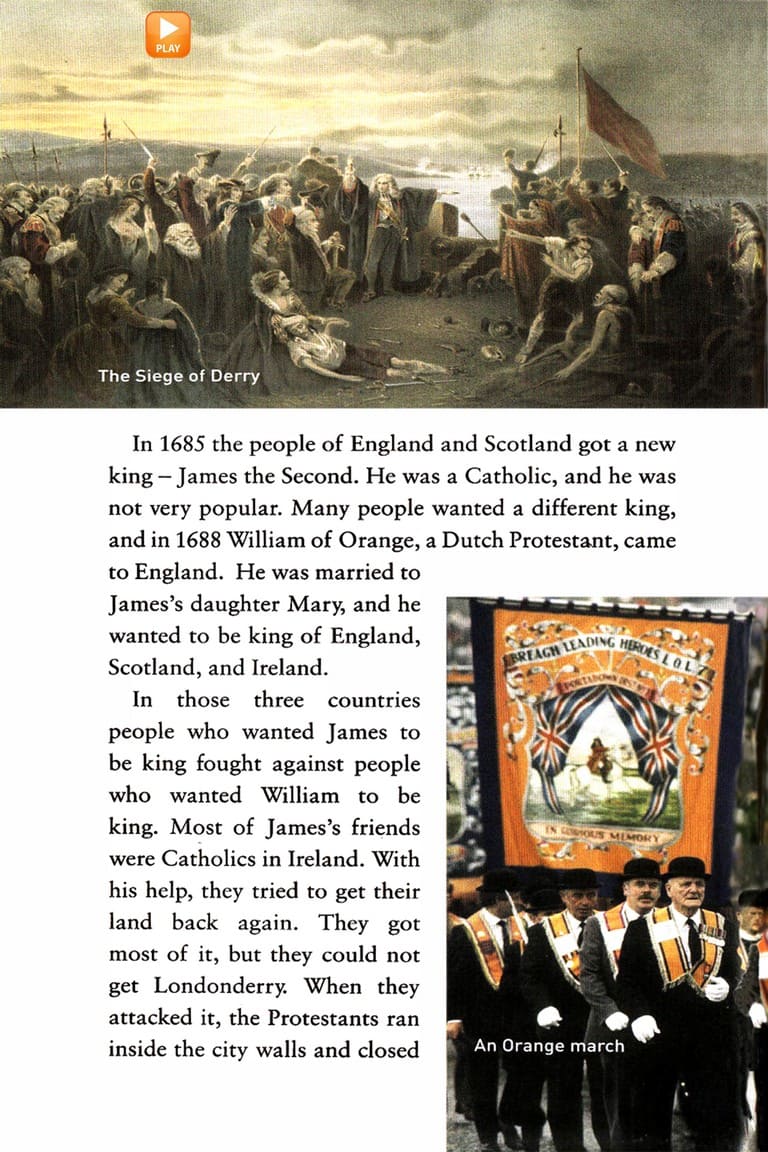 PLAY
The Siege of Derry
In 1685 the people of England and Scotland got a new
king – James the Second. He was a Catholic, and he was
not very popular. Many people wanted a different king,
and in 1688 William of Orange, a Dutch Protestant, came
to England. He was married to
James's daughter Mary, and he
wanted to be king of England,
Scotland, and Ireland.
In those three countries
people who wanted James to
be king fought against people
who wanted William to be
king. Most of James's friends
were Catholics in Ireland. With
his help, they tried to get their
land back again. They got
most of it, but they could not
get Londonderry. When they
attacked it, the Protestants ran
inside the city walls and closed
BREAGH LEADING HEROES L.O.L. 7
PORTADOWN DIST
IN GLORIOUS MEMORY
An Orange march